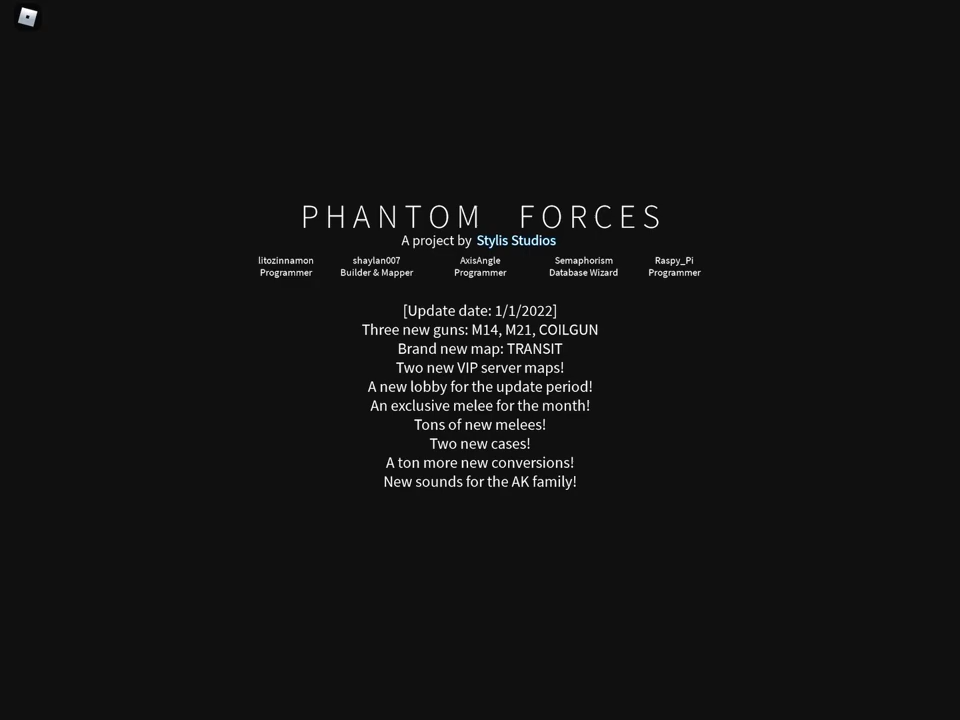 PHANTOM FORCES
A project by Stylis Studios
litozinnamon shaylan007 AxisAngle Semaphorism Raspy_Pi
Programmer Builder & Mapper Programmer Database Wizard Programmer
[Update date: 1/1/2022]
Three new guns: M14, M21, COILGUN
Brand new map: TRANSIT
Two new VIP server maps!
A new lobby for the update period!
An exclusive melee for the month!
Tons of new melees!
Two new cases!
A ton more new conversions!
New sounds for the AK family!